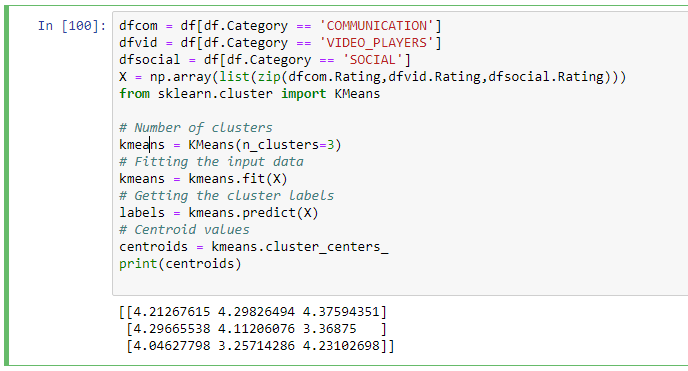 In [100]: dfcom = df[df.Category == 'COMMUNICATION']
dfvid = df[df.Category == 'VIDEO_PLAYERS']
dfsocial = df[df.Category == 'SOCIAL']
X = np.array(list(zip(dfcom.Rating,dfvid.Rating,dfsocial.Rating)))
from sklearn.cluster import KMeans

# Number of clusters
kmeans = KMeans(n_clusters=3)
# Fitting the input data
kmeans = kmeans.fit(X)
# Getting the cluster labels
labels = kmeans.predict(X)
# Centroid values
centroids = kmeans.cluster_centers_
print(centroids)

[[4.21267615 4.29826494 4.37594351]
 [4.29665538 4.11206076 3.36875   ]
 [4.04627798 3.25714286 4.23102698]]